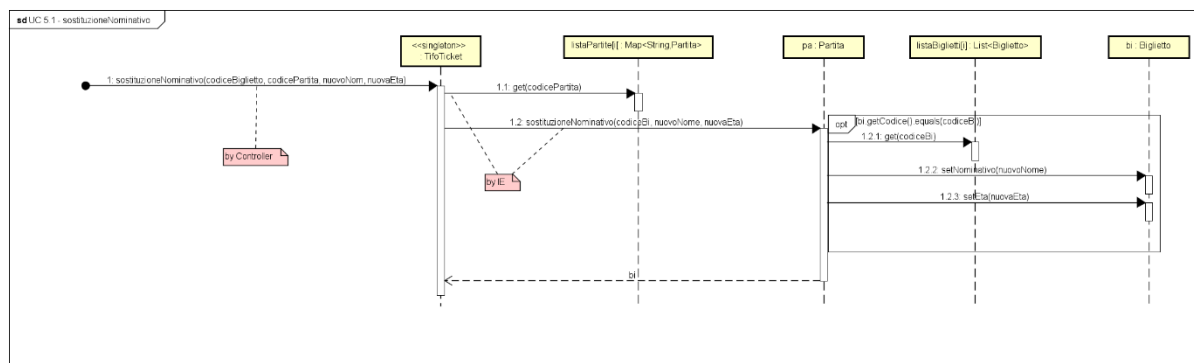 sd UC 5.1 - sostituzioneNominativo
<<singleton>>
: TifoTicket
listaPartite[i] : Map<String,Partita>
pa : Partita
listaBiglietti[i] : List<Biglietto>
bi : Biglietto
1: sostituzioneNominativo(codiceBiglietto, codicePartita, nuovoNom, nuovaEta)
1.1: get(codicePartita)
1.2: sostituzioneNominativo(codiceBi, nuovoNome, nuovaEta)
opt
[bi.getCodice().equals(codiceBi)]
1.2.1: get(codiceBi)
by Controller
by IE
1.2.2: setNominativo(nuovoNome)
1.2.3: setEta(nuovaEta)
bi